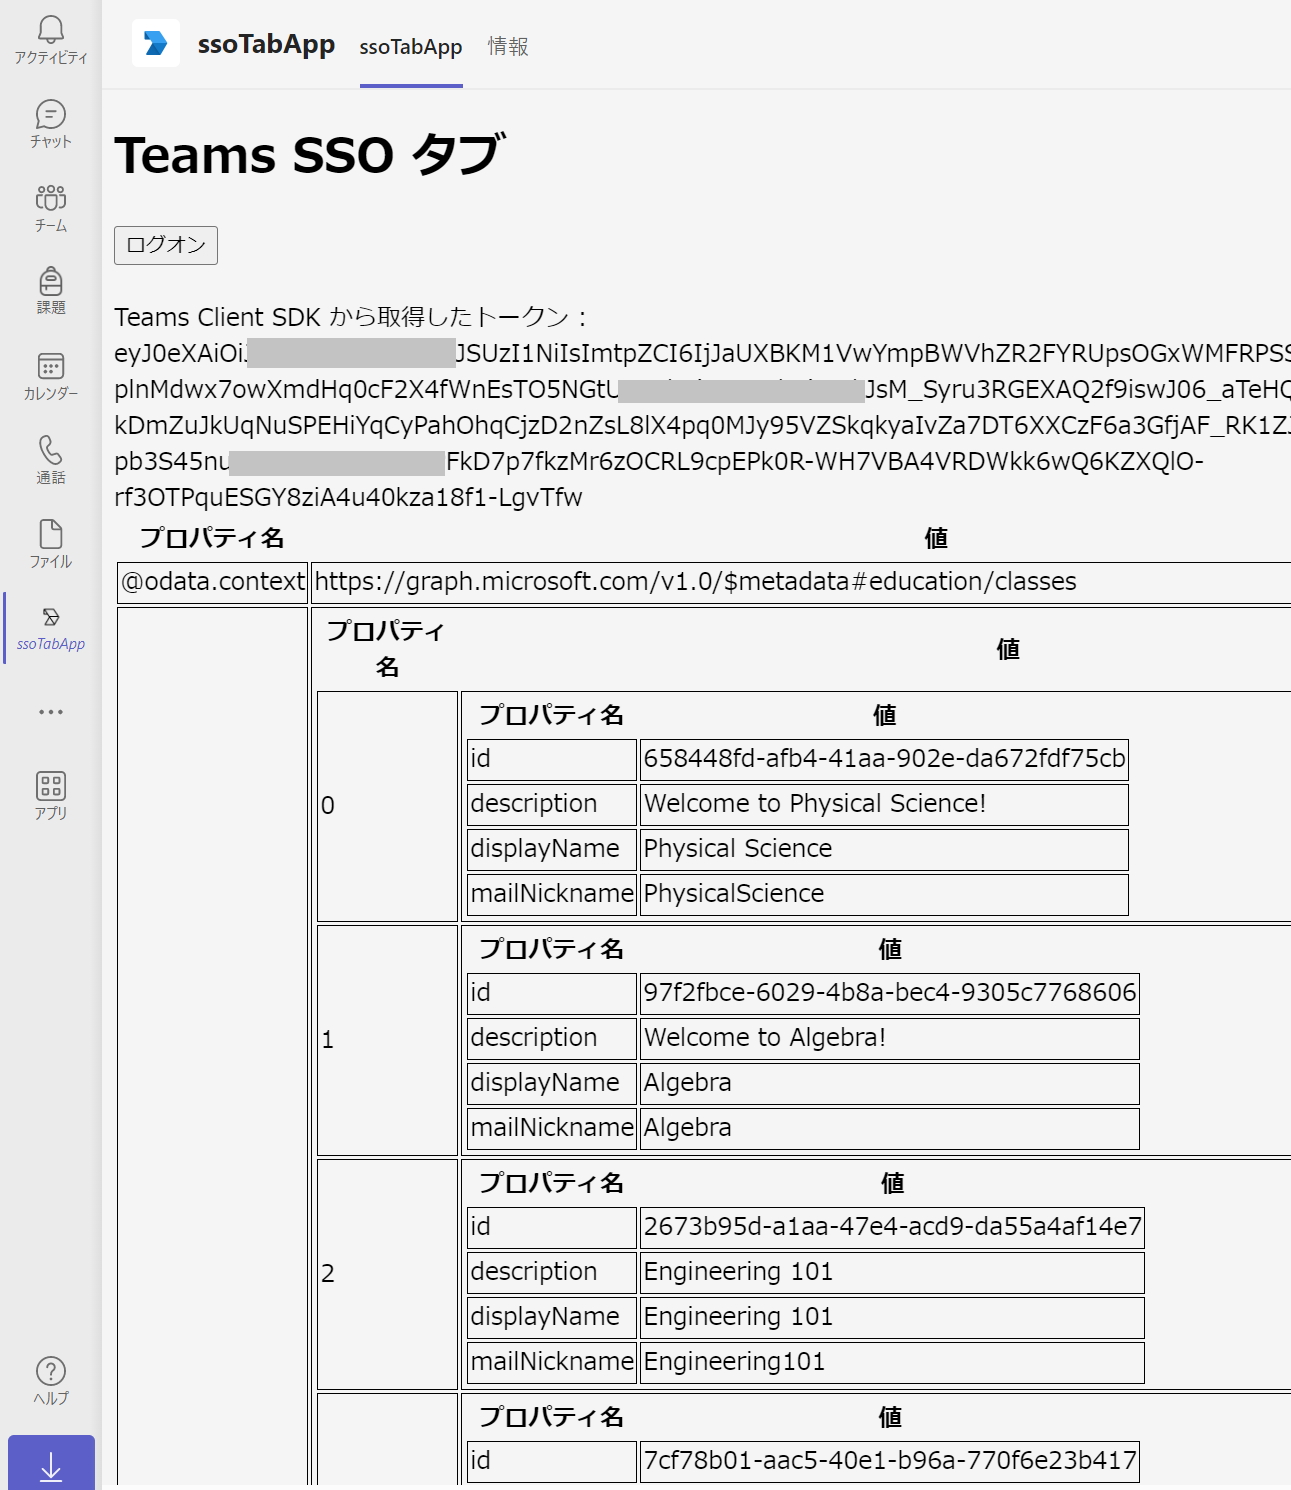 アクティビティ
チャット
チーム
課題
カレンダー
通話
ファイル
ssoTabApp
アプリ
ヘルプ
ssoTabApp ssoTabApp 情報
Teams SSO タブ
ログオン
Teams Client SDK から取得したトークン：
eyJ0eXAiOiJ JSUzI1NiIsImtpZCI6IjJaUXBKM1VwYmpBWVhZR2FYRUpsOGxWMFRPSS
plnMdwx7owXmdHq0cF2X4fWnEsTO5NGtU JsM_Syru3RGEXAQ2f9iswJ06_aTeHQ
kDmZuJkUqNuSPEHiYqCyPahOhqCjzD2nZsL8lX4pq0MJy95VZSkqkyaIvZa7DT6XXCzF6a3GfjAF_RK1ZJ
pb3S45nu FkD7p7fkzMr6zOCRL9cpEPk0R-WH7VBA4VRDWkk6wQ6KZXQlO-
rf3OTPquESGY8ziA4u40kza18f1-LgvTfw
プロパティ名 値
@odata.context https://graph.microsoft.com/v1.0/$metadata#education/classes
プロパティ
名
値
0
プロパティ名 値
id 658448fd-afb4-41aa-902e-da672fdf75cb
description Welcome to Physical Science!
displayName Physical Science
mailNickname PhysicalScience
1
プロパティ名 値
id 97f2fbce-6029-4b8a-bec4-9305c7768606
description Welcome to Algebra!
displayName Algebra
mailNickname Algebra
2
プロパティ名 値
id 2673b95d-a1aa-47e4-acd9-da55a4af14e7
description Engineering 101
displayName Engineering 101
mailNickname Engineering101
プロパティ名 値
id 7cf78b01-aac5-40e1-b96a-770f6e23b417